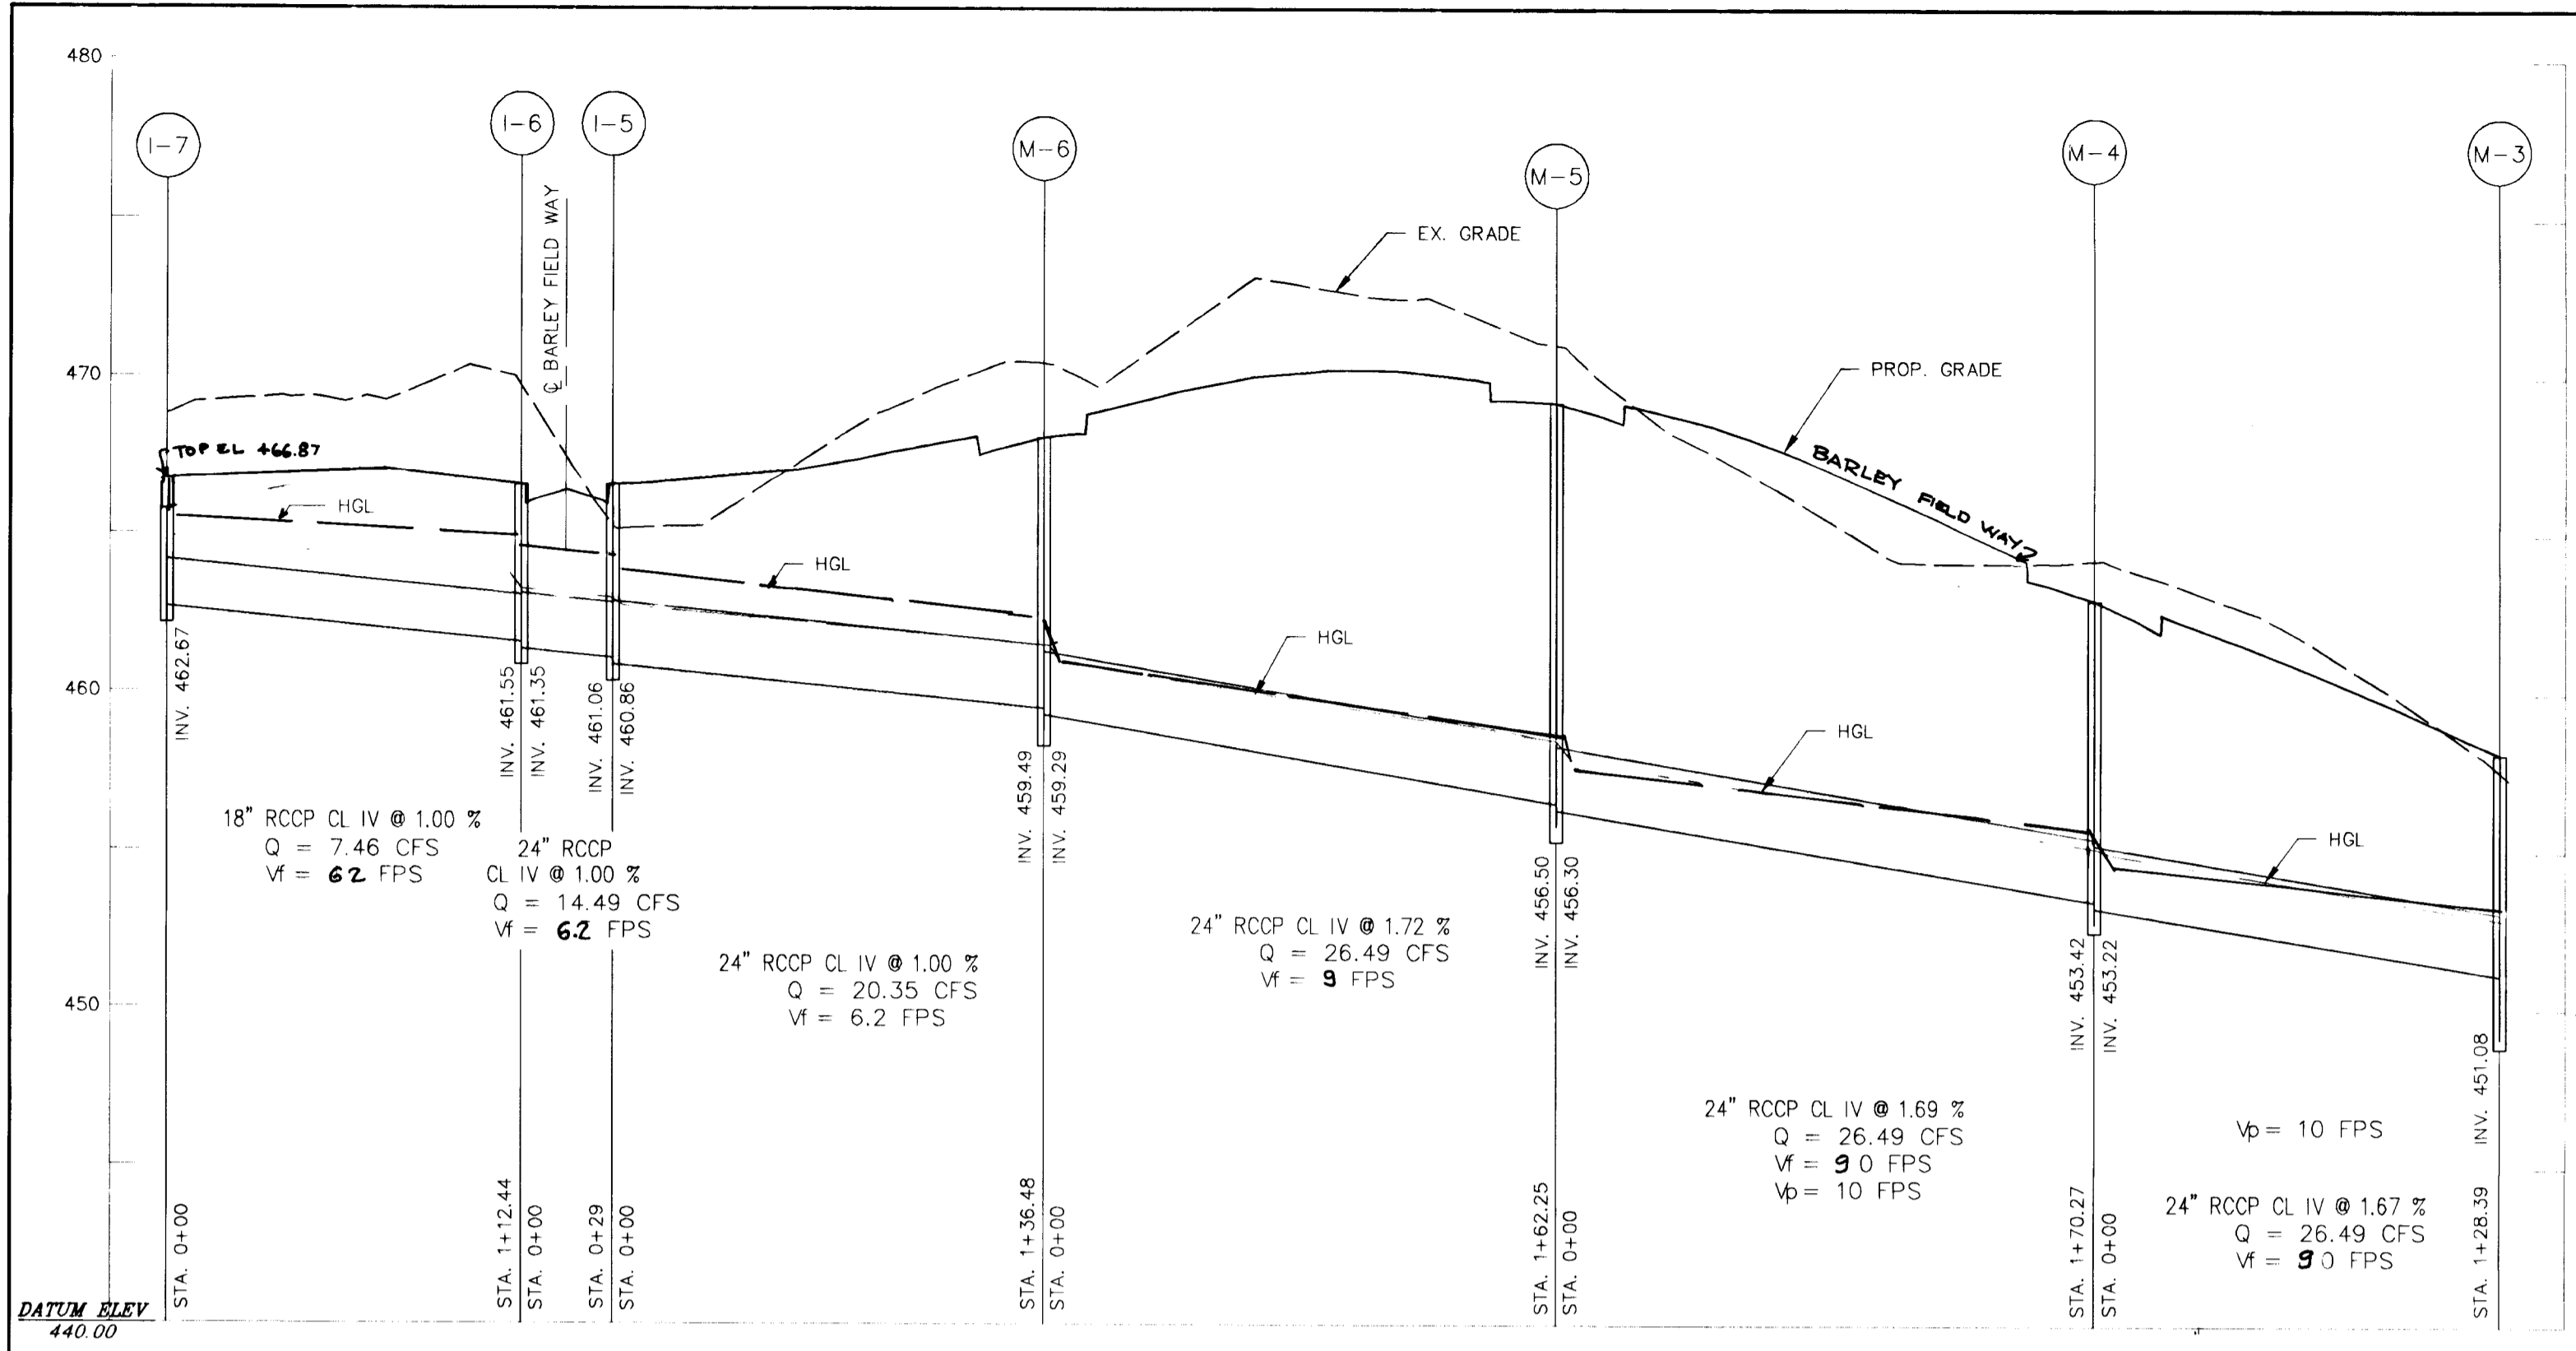 480
470
460
450
DATUM ELEV
440.00
I-7
I-6
I-5
M-6
M-5
M-4
M-3
℄ BARLEY FIELD WAY
EX. GRADE
PROP. GRADE
BARLEY FIELD WAY
TOP EL 466.87
HGL
HGL
HGL
HGL
HGL
INV. 462.67
INV. 461.55
INV. 461.35
INV. 461.06
INV. 460.86
INV. 459.49
INV. 459.29
INV. 456.50
INV. 456.30
INV. 453.42
INV. 453.22
INV. 451.08
18" RCCP CL IV @ 1.00 %
Q = 7.46 CFS
Vf = 62 FPS
24" RCCP
CL IV @ 1.00 %
Q = 14.49 CFS
Vf = 6.2 FPS
24" RCCP CL IV @ 1.00 %
Q = 20.35 CFS
Vf = 6.2 FPS
24" RCCP CL IV @ 1.72 %
Q = 26.49 CFS
Vf = 9 FPS
24" RCCP CL IV @ 1.69 %
Q = 26.49 CFS
Vf = 9 0 FPS
Vp = 10 FPS
Vp = 10 FPS
24" RCCP CL IV @ 1.67 %
Q = 26.49 CFS
Vf = 9 0 FPS
STA. 0+00
STA. 1+12.44
STA. 0+00
STA. 0+29
STA. 0+00
STA. 1+36.48
STA. 0+00
STA. 1+62.25
STA. 0+00
STA. 1+70.27
STA. 0+00
STA. 1+28.39